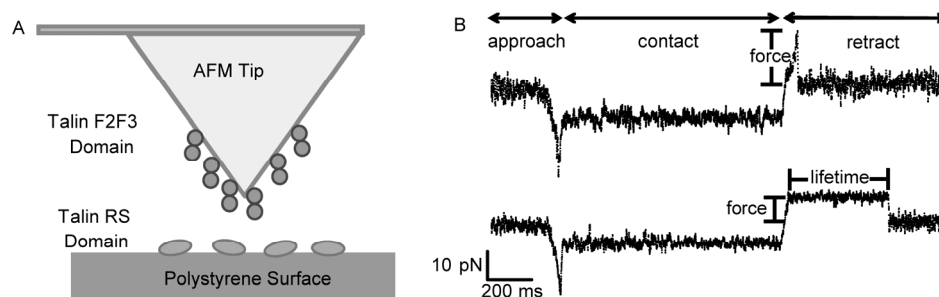 A
AFM Tip
Talin F2F3
Domain
Talin RS
Domain
Polystyrene Surface
B
approach
contact
retract
force
lifetime
force
10 pN
200 ms